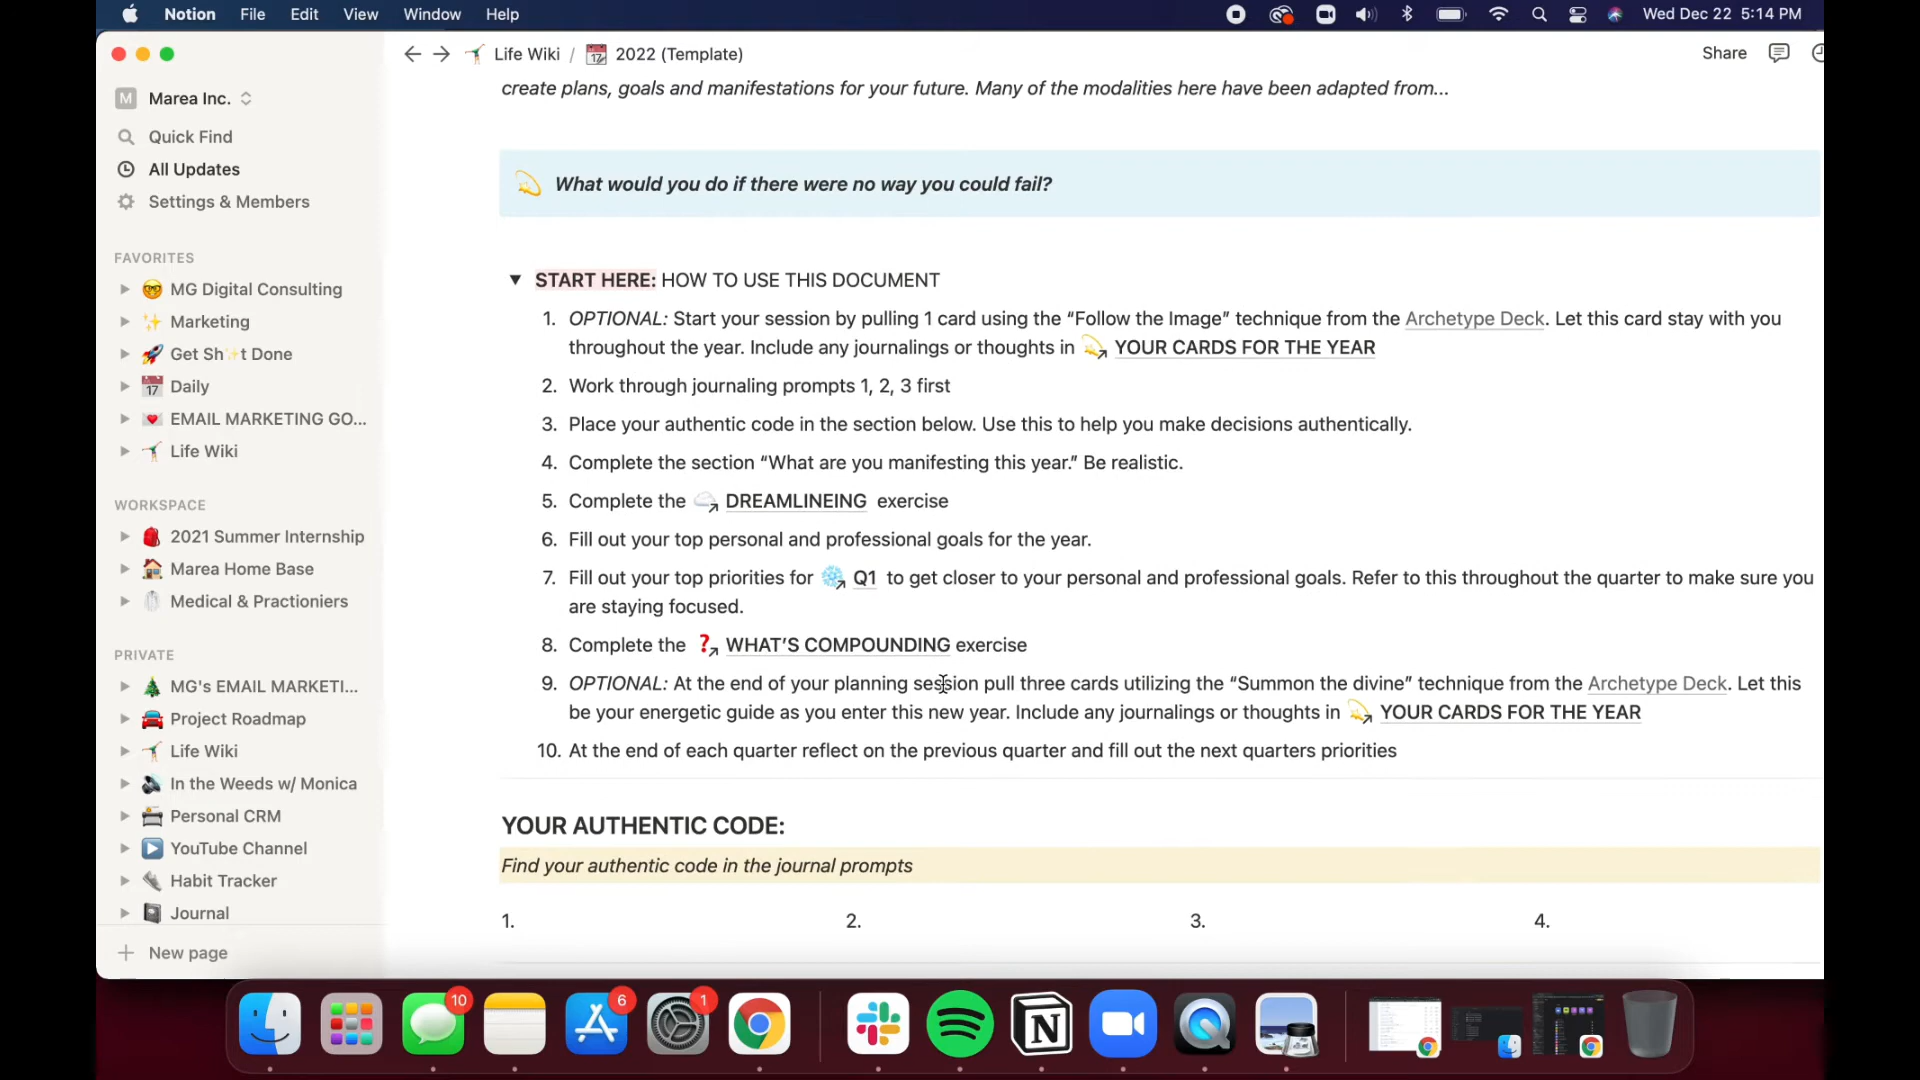 Notion File Edit View Window Help
Wed Dec 22 5:14 PM
M Marea Inc.
Quick Find
All Updates
Settings & Members
FAVORITES
MG Digital Consulting
Marketing
Get Sh✨t Done
17 Daily
EMAIL MARKETING GO...
Life Wiki
WORKSPACE
2021 Summer Internship
Marea Home Base
Medical & Practioniers
PRIVATE
MG's EMAIL MARKETI...
Project Roadmap
Life Wiki
In the Weeds w/ Monica
Personal CRM
YouTube Channel
Habit Tracker
Journal
New page
Life Wiki / 17 2022 (Template)
Share
create plans, goals and manifestations for your future. Many of the modalities here have been adapted from...
What would you do if there were no way you could fail?
START HERE: HOW TO USE THIS DOCUMENT
1. OPTIONAL: Start your session by pulling 1 card using the “Follow the Image” technique from the Archetype Deck. Let this card stay with you
throughout the year. Include any journalings or thoughts in YOUR CARDS FOR THE YEAR
2. Work through journaling prompts 1, 2, 3 first
3. Place your authentic code in the section below. Use this to help you make decisions authentically.
4. Complete the section “What are you manifesting this year.” Be realistic.
5. Complete the DREAMLINEING exercise
6. Fill out your top personal and professional goals for the year.
7. Fill out your top priorities for Q1 to get closer to your personal and professional goals. Refer to this throughout the quarter to make sure you
are staying focused.
8. Complete the ? WHAT’S COMPOUNDING exercise
9. OPTIONAL: At the end of your planning session pull three cards utilizing the “Summon the divine” technique from the Archetype Deck. Let this
be your energetic guide as you enter this new year. Include any journalings or thoughts in YOUR CARDS FOR THE YEAR
10. At the end of each quarter reflect on the previous quarter and fill out the next quarters priorities
YOUR AUTHENTIC CODE:
Find your authentic code in the journal prompts
1. 2. 3. 4.
10 6 1